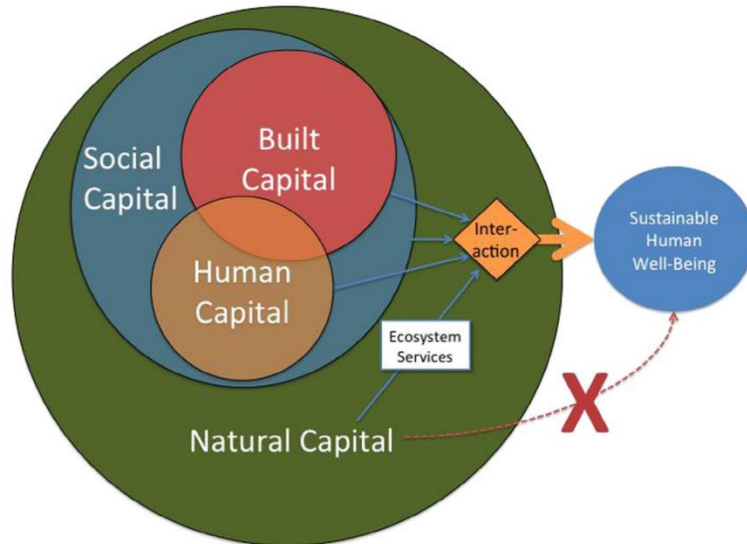 Built
Capital
Social
Capital
Human
Capital
Inter-
action
Sustainable
Human
Well-Being
Ecosystem
Services
Natural Capital
X